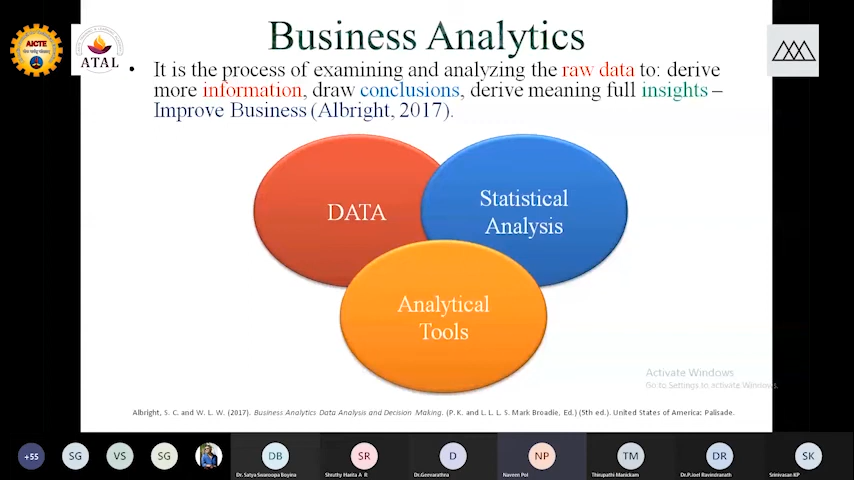 Business Analytics
AICTE
ATAL
• It is the process of examining and analyzing the raw data to: derive
more information, draw conclusions, derive meaning full insights –
Improve Business (Albright, 2017).
DATA
Statistical
Analysis
Analytical
Tools
Activate Windows
Go to Settings to activate Windows.
Albright, S. C. and W. L. W. (2017). Business Analytics Data Analysis and Decision Making. (P. K. and L. L. L. S. Mark Broadie, Ed.) (5th ed.). United States of America: Palisade.
+55
SG
VS
SG
DB
SR
D
NP
TM
DR
SK
Dr. Satya Swaroopa Boyina
Shruthy Harita A R
Dr.Geevarathna
Naveen Pol
Thirupathi Manickam
Dr.P.Joel Ravindranath
Srinivasan KP